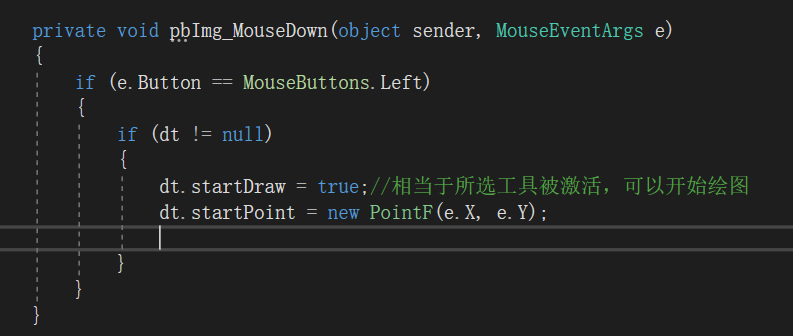 private void pbImg_MouseDown(object sender, MouseEventArgs e)
{
if (e.Button == MouseButtons.Left)
{
if (dt != null)
{
dt.startDraw = true;//相当于所选工具被激活，可以开始绘图
dt.startPoint = new PointF(e.X, e.Y);
}
}
}